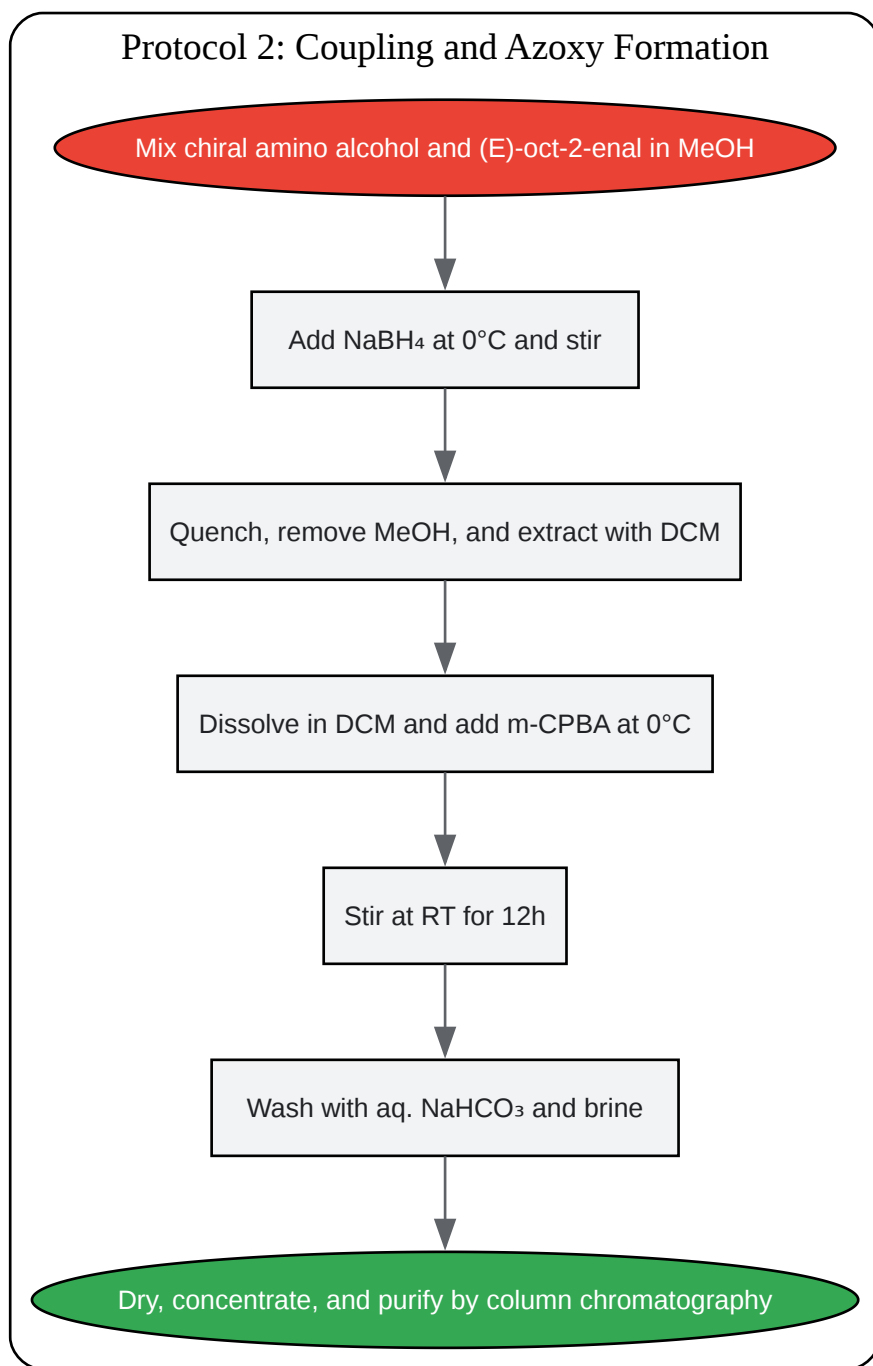 Protocol 2: Coupling and Azoxy Formation
Mix chiral amino alcohol and (E)-oct-2-enal in MeOH
Add NaBH₄ at 0°C and stir
Quench, remove MeOH, and extract with DCM
Dissolve in DCM and add m-CPBA at 0°C
Stir at RT for 12h
Wash with aq. NaHCO₃ and brine
Dry, concentrate, and purify by column chromatography